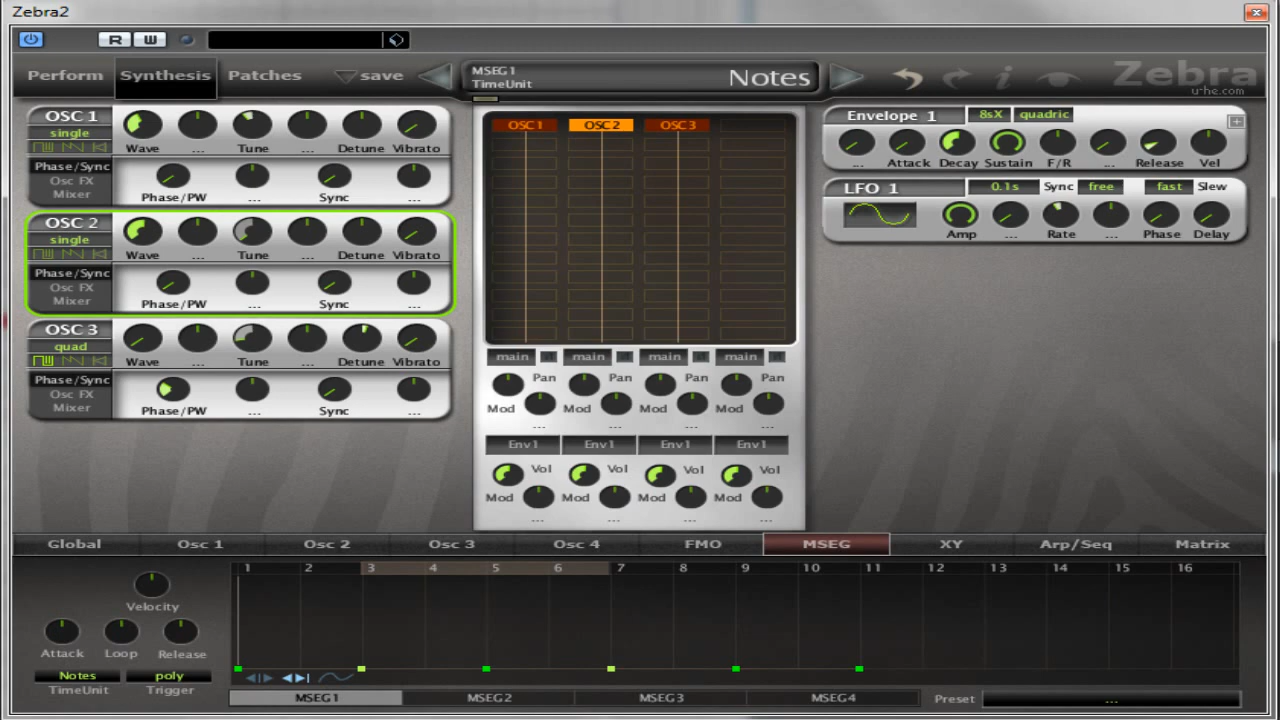 Zebra2
R W
Perform Synthesis Patches save
MSEG1
TimeUnit
Notes
Zebra
u-he.com
OSC 1
single
Wave ... Tune ... Detune Vibrato
Phase/Sync
Osc FX
Mixer
Phase/PW ... Sync ...
OSC 2
single
Wave ... Tune ... Detune Vibrato
Phase/Sync
Osc FX
Mixer
Phase/PW ... Sync ...
OSC 3
quad
Wave ... Tune ... Detune Vibrato
Phase/Sync
Osc FX
Mixer
Phase/PW ... Sync ...
OSC 1 OSC 2 OSC 3
main main main main
Pan Pan Pan Pan
Mod Mod Mod Mod
... ... ... ...
Env1 Env1 Env1 Env1
Vol Vol Vol Vol
Mod Mod Mod Mod
... ... ... ...
Envelope 1 8sX quadric
... Attack Decay Sustain F/R ... Release Vel
LFO 1 0.1s Sync free fast Slew
Amp ... Rate ... Phase Delay
Global Osc 1 Osc 2 Osc 3 Osc 4 FMO MSEG XY Arp/Seq Matrix
1 2 3 4 5 6 7 8 9 10 11 12 13 14 15 16
Velocity
Attack Loop Release
Notes poly
TimeUnit Trigger
MSEG1 MSEG2 MSEG3 MSEG4 Preset ...